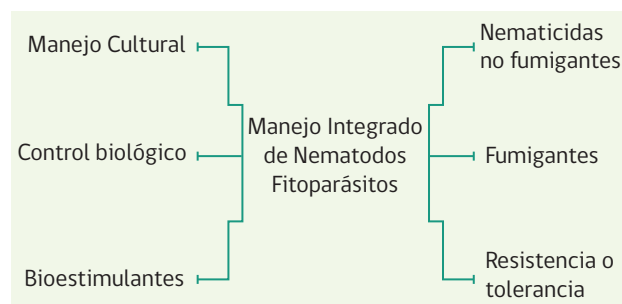 Manejo Cultural
Control biológico
Bioestimulantes
Manejo Integrado
de Nematodos
Fitoparásitos
Nematicidas
no fumigantes
Fumigantes
Resistencia o
tolerancia